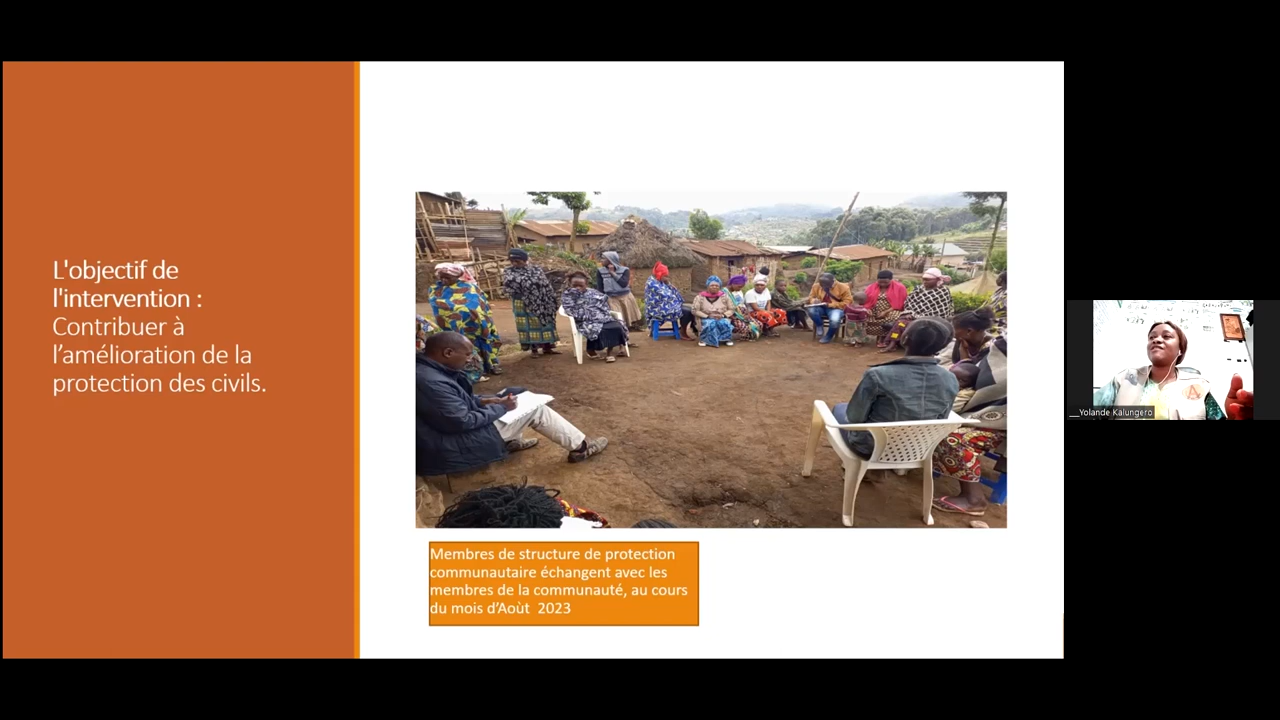 L'objectif de
l'intervention :
Contribuer à
l’amélioration de la
protection des civils.
Membres de structure de protection
communautaire échangent avec les
membres de la communauté, au cours
du mois d’Aoùt  2023
__Yolande Kalungero